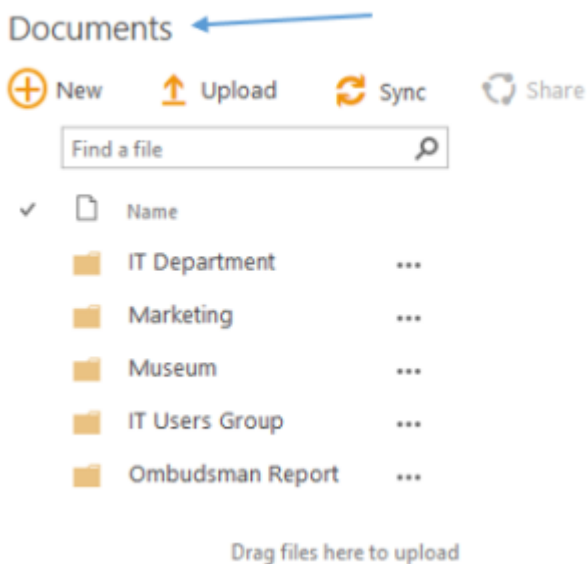 Documents
New Upload Sync Share
Find a file
Name
IT Department ...
Marketing ...
Museum ...
IT Users Group ...
Ombudsman Report ...
Drag files here to upload